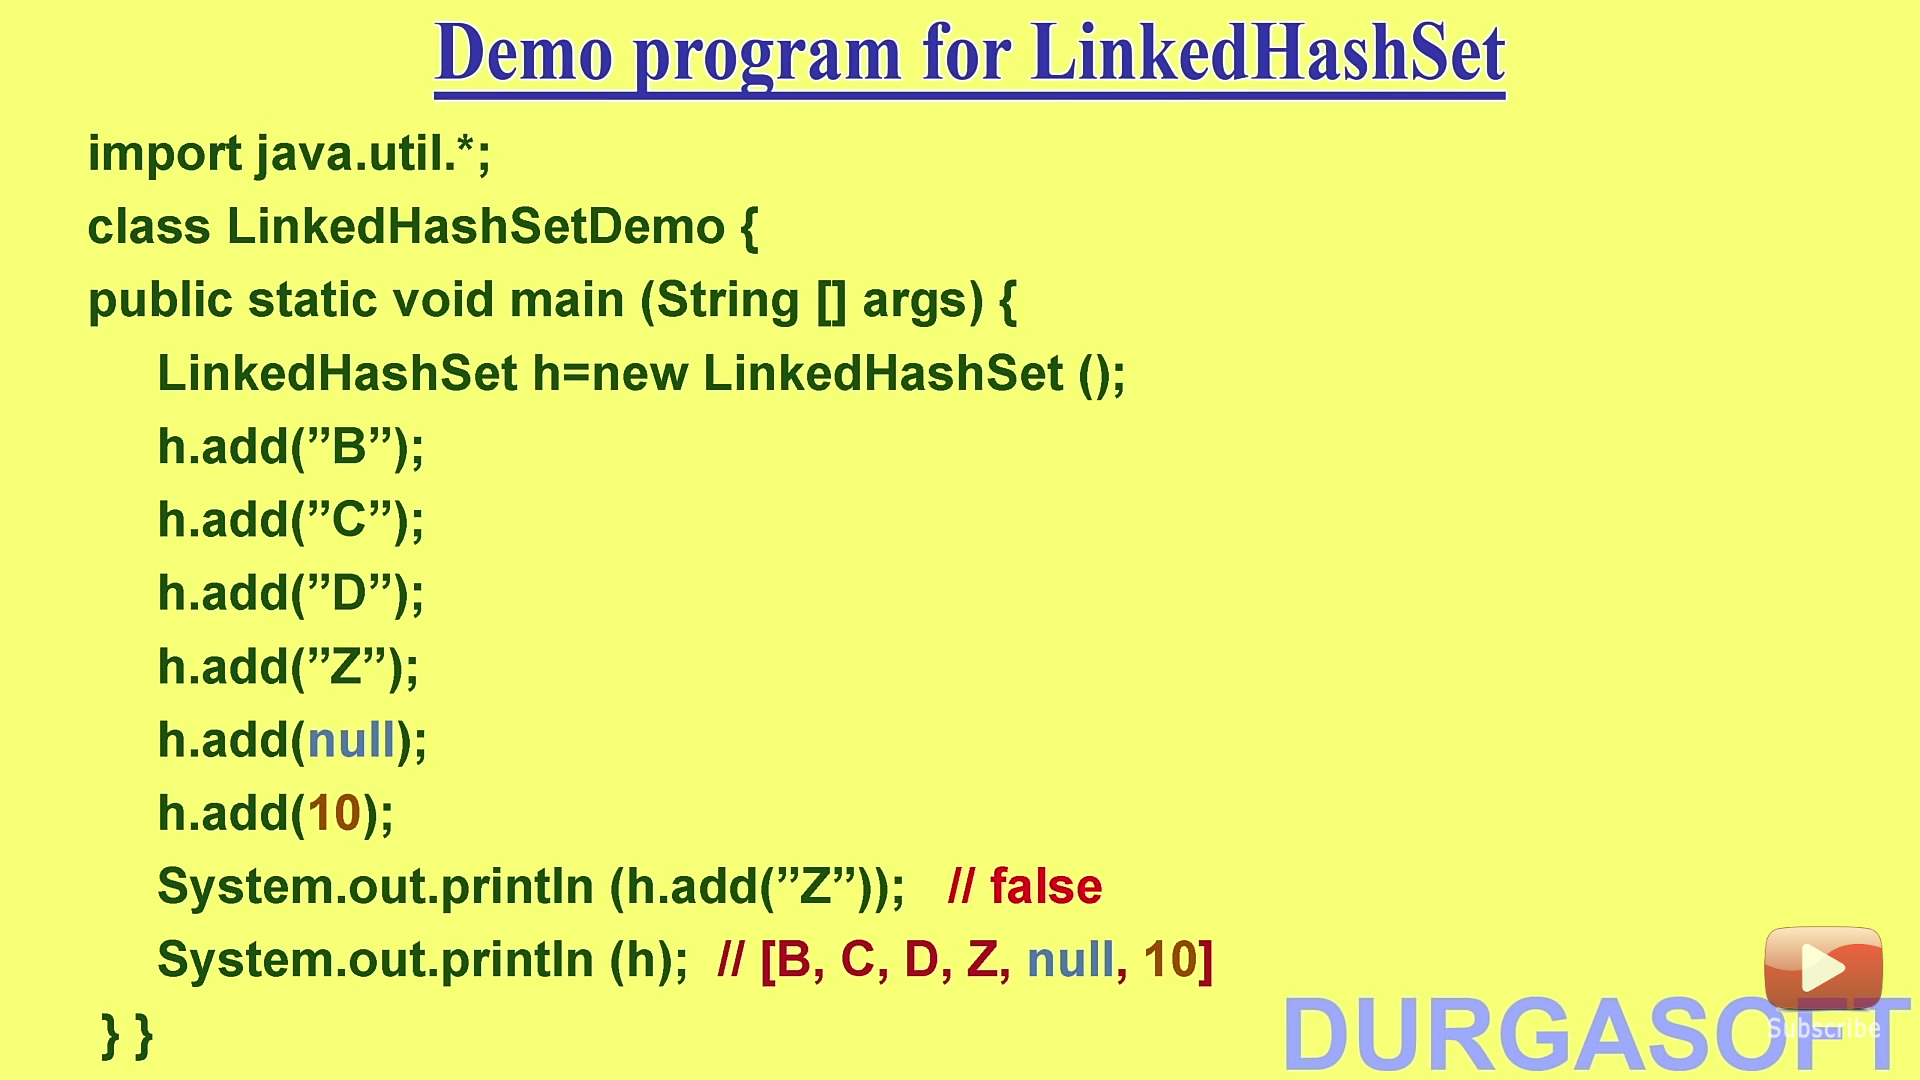 Demo program for LinkedHashSet
import java.util.*;
class LinkedHashSetDemo {
public static void main (String [] args) {
LinkedHashSet h=new LinkedHashSet ();
h.add(”B”);
h.add(”C”);
h.add(”D”);
h.add(”Z”);
h.add(null);
h.add(10);
System.out.println (h.add(”Z”)); // false
System.out.println (h); // [B, C, D, Z, null, 10]
} }
DURGASOFT
Subscribe